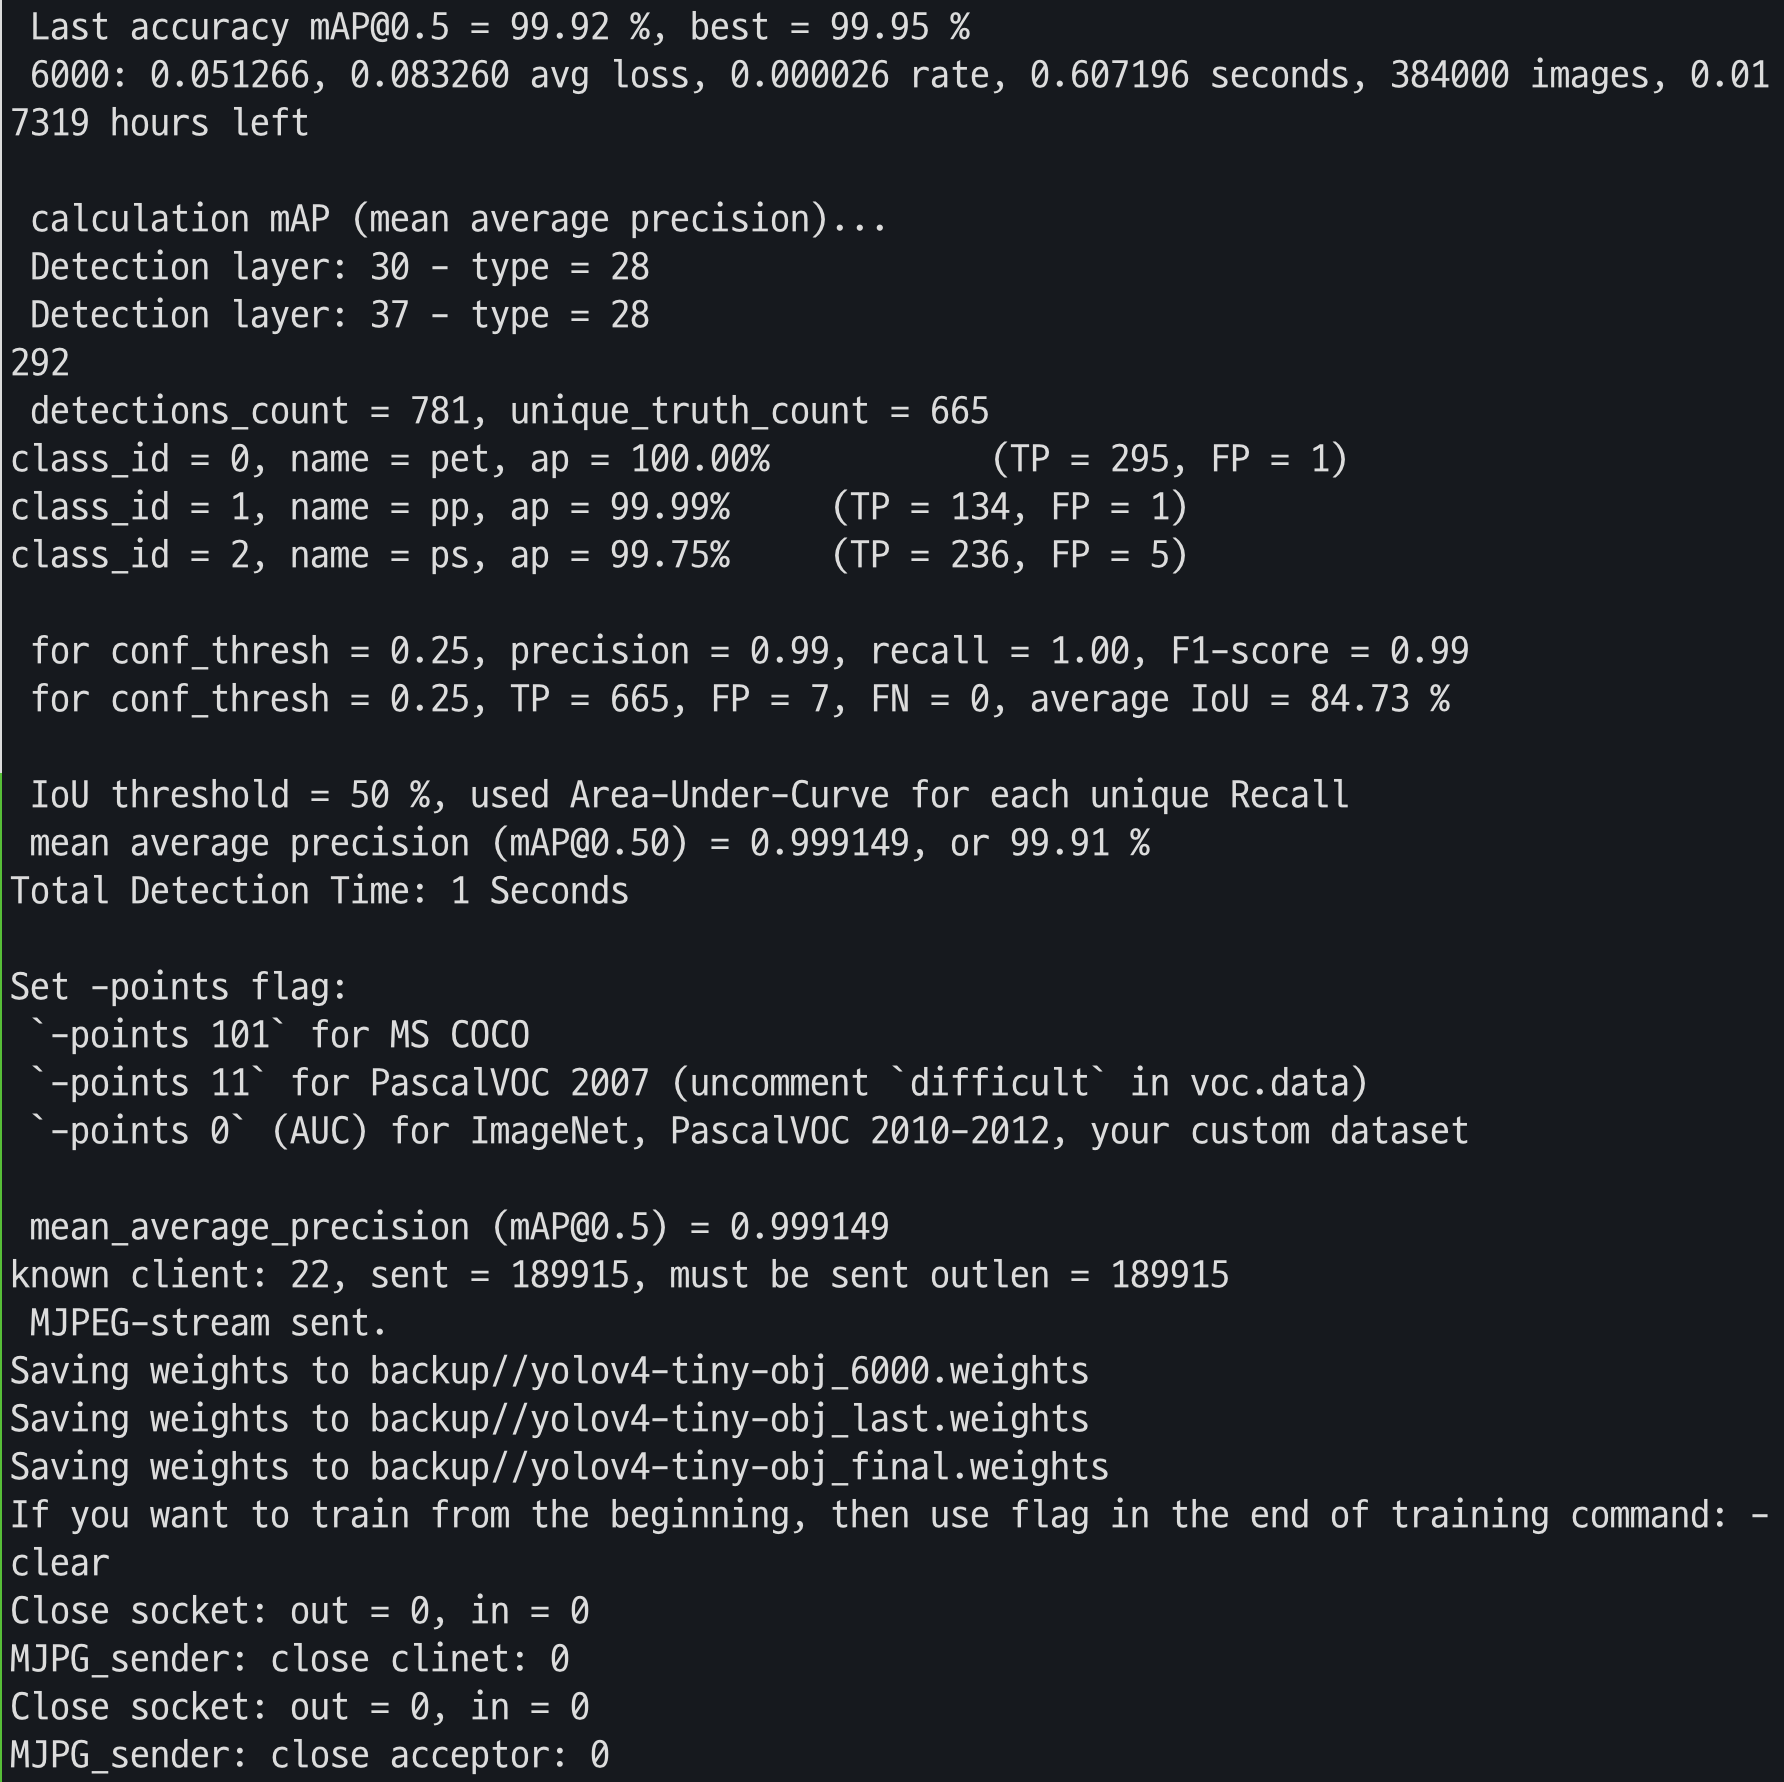 Last accuracy mAP@0.5 = 99.92 %, best = 99.95 %
6000: 0.051266, 0.083260 avg loss, 0.000026 rate, 0.607196 seconds, 384000 images, 0.01
7319 hours left
calculation mAP (mean average precision)...
Detection layer: 30 - type = 28
Detection layer: 37 - type = 28
292
detections_count = 781, unique_truth_count = 665
class_id = 0, name = pet, ap = 100.00% (TP = 295, FP = 1)
class_id = 1, name = pp, ap = 99.99% (TP = 134, FP = 1)
class_id = 2, name = ps, ap = 99.75% (TP = 236, FP = 5)
for conf_thresh = 0.25, precision = 0.99, recall = 1.00, F1-score = 0.99
for conf_thresh = 0.25, TP = 665, FP = 7, FN = 0, average IoU = 84.73 %
IoU threshold = 50 %, used Area-Under-Curve for each unique Recall
mean average precision (mAP@0.50) = 0.999149, or 99.91 %
Total Detection Time: 1 Seconds
Set -points flag:
`-points 101` for MS COCO
`-points 11` for PascalVOC 2007 (uncomment `difficult` in voc.data)
`-points 0` (AUC) for ImageNet, PascalVOC 2010-2012, your custom dataset
mean_average_precision (mAP@0.5) = 0.999149
known client: 22, sent = 189915, must be sent outlen = 189915
MJPEG-stream sent.
Saving weights to backup//yolov4-tiny-obj_6000.weights
Saving weights to backup//yolov4-tiny-obj_last.weights
Saving weights to backup//yolov4-tiny-obj_final.weights
If you want to train from the beginning, then use flag in the end of training command: -
clear
Close socket: out = 0, in = 0
MJPG_sender: close clinet: 0
Close socket: out = 0, in = 0
MJPG_sender: close acceptor: 0